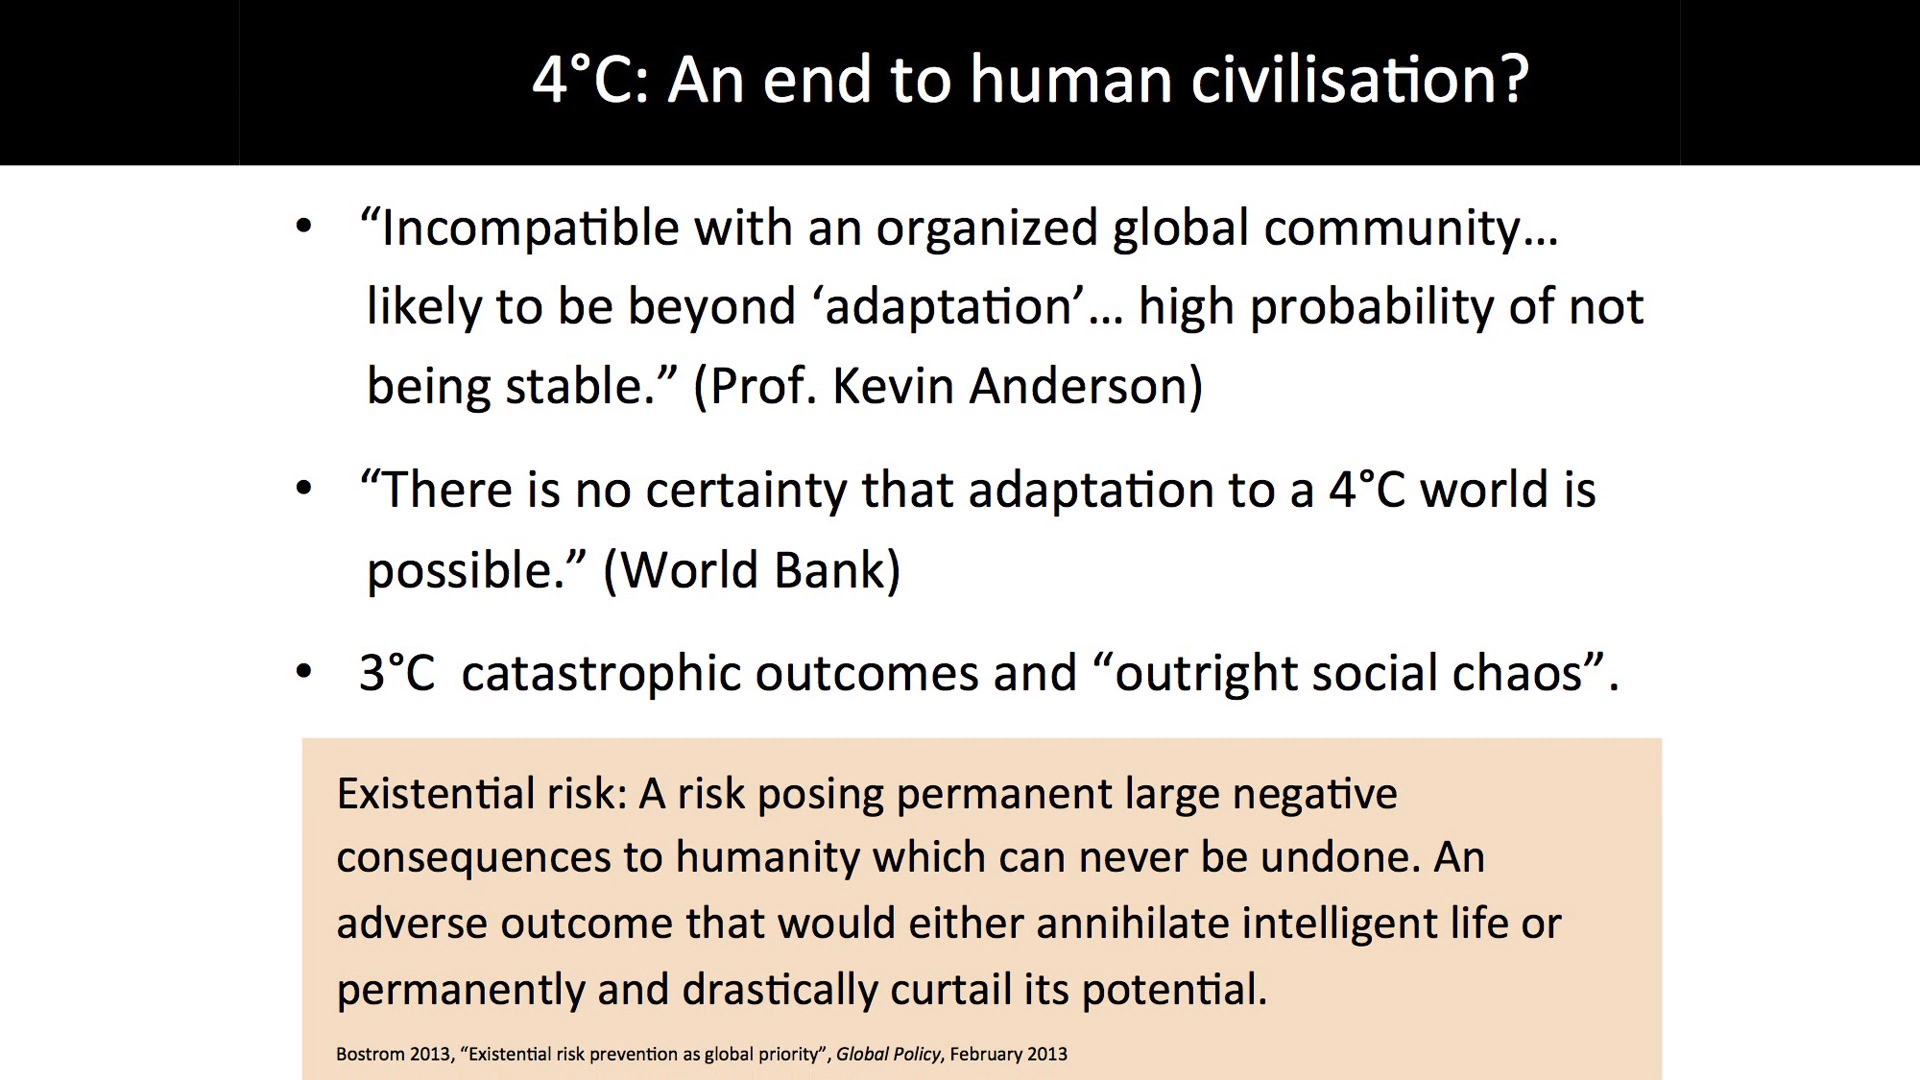 4°C: An end to human civilisation?
• “Incompatible with an organized global community…
likely to be beyond ‘adaptation’… high probability of not
being stable.” (Prof. Kevin Anderson)
• “There is no certainty that adaptation to a 4°C world is
possible.” (World Bank)
• 3°C  catastrophic outcomes and “outright social chaos”.
Existential risk: A risk posing permanent large negative
consequences to humanity which can never be undone. An
adverse outcome that would either annihilate intelligent life or
permanently and drastically curtail its potential.
Bostrom 2013, “Existential risk prevention as global priority”, Global Policy, February 2013